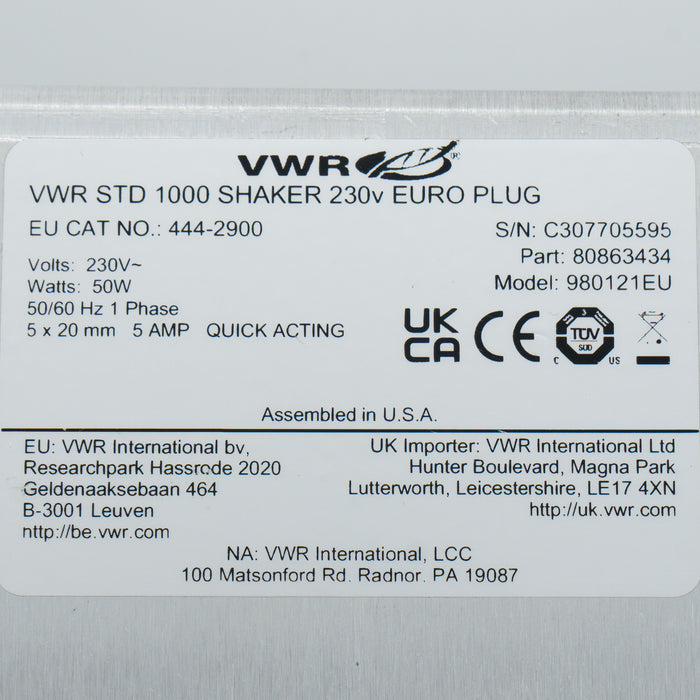 VWR®
VWR STD 1000 SHAKER 230v EURO PLUG
EU CAT NO.: 444-2900
S/N: C307705595
Part: 80863434
Model: 980121EU
Volts: 230V~
Watts: 50W
50/60 Hz 1 Phase
5 x 20 mm 5 AMP QUICK ACTING
UK
CA
CE
TÜV
SÜD
C US
Assembled in U.S.A.
EU: VWR International bv,
Researchpark Hassrode 2020
Geldenaaksebaan 464
B-3001 Leuven
http://be.vwr.com
UK Importer: VWR International Ltd
Hunter Boulevard, Magna Park
Lutterworth, Leicestershire, LE17 4XN
http://uk.vwr.com
NA: VWR International, LCC
100 Matsonford Rd. Radnor. PA 19087